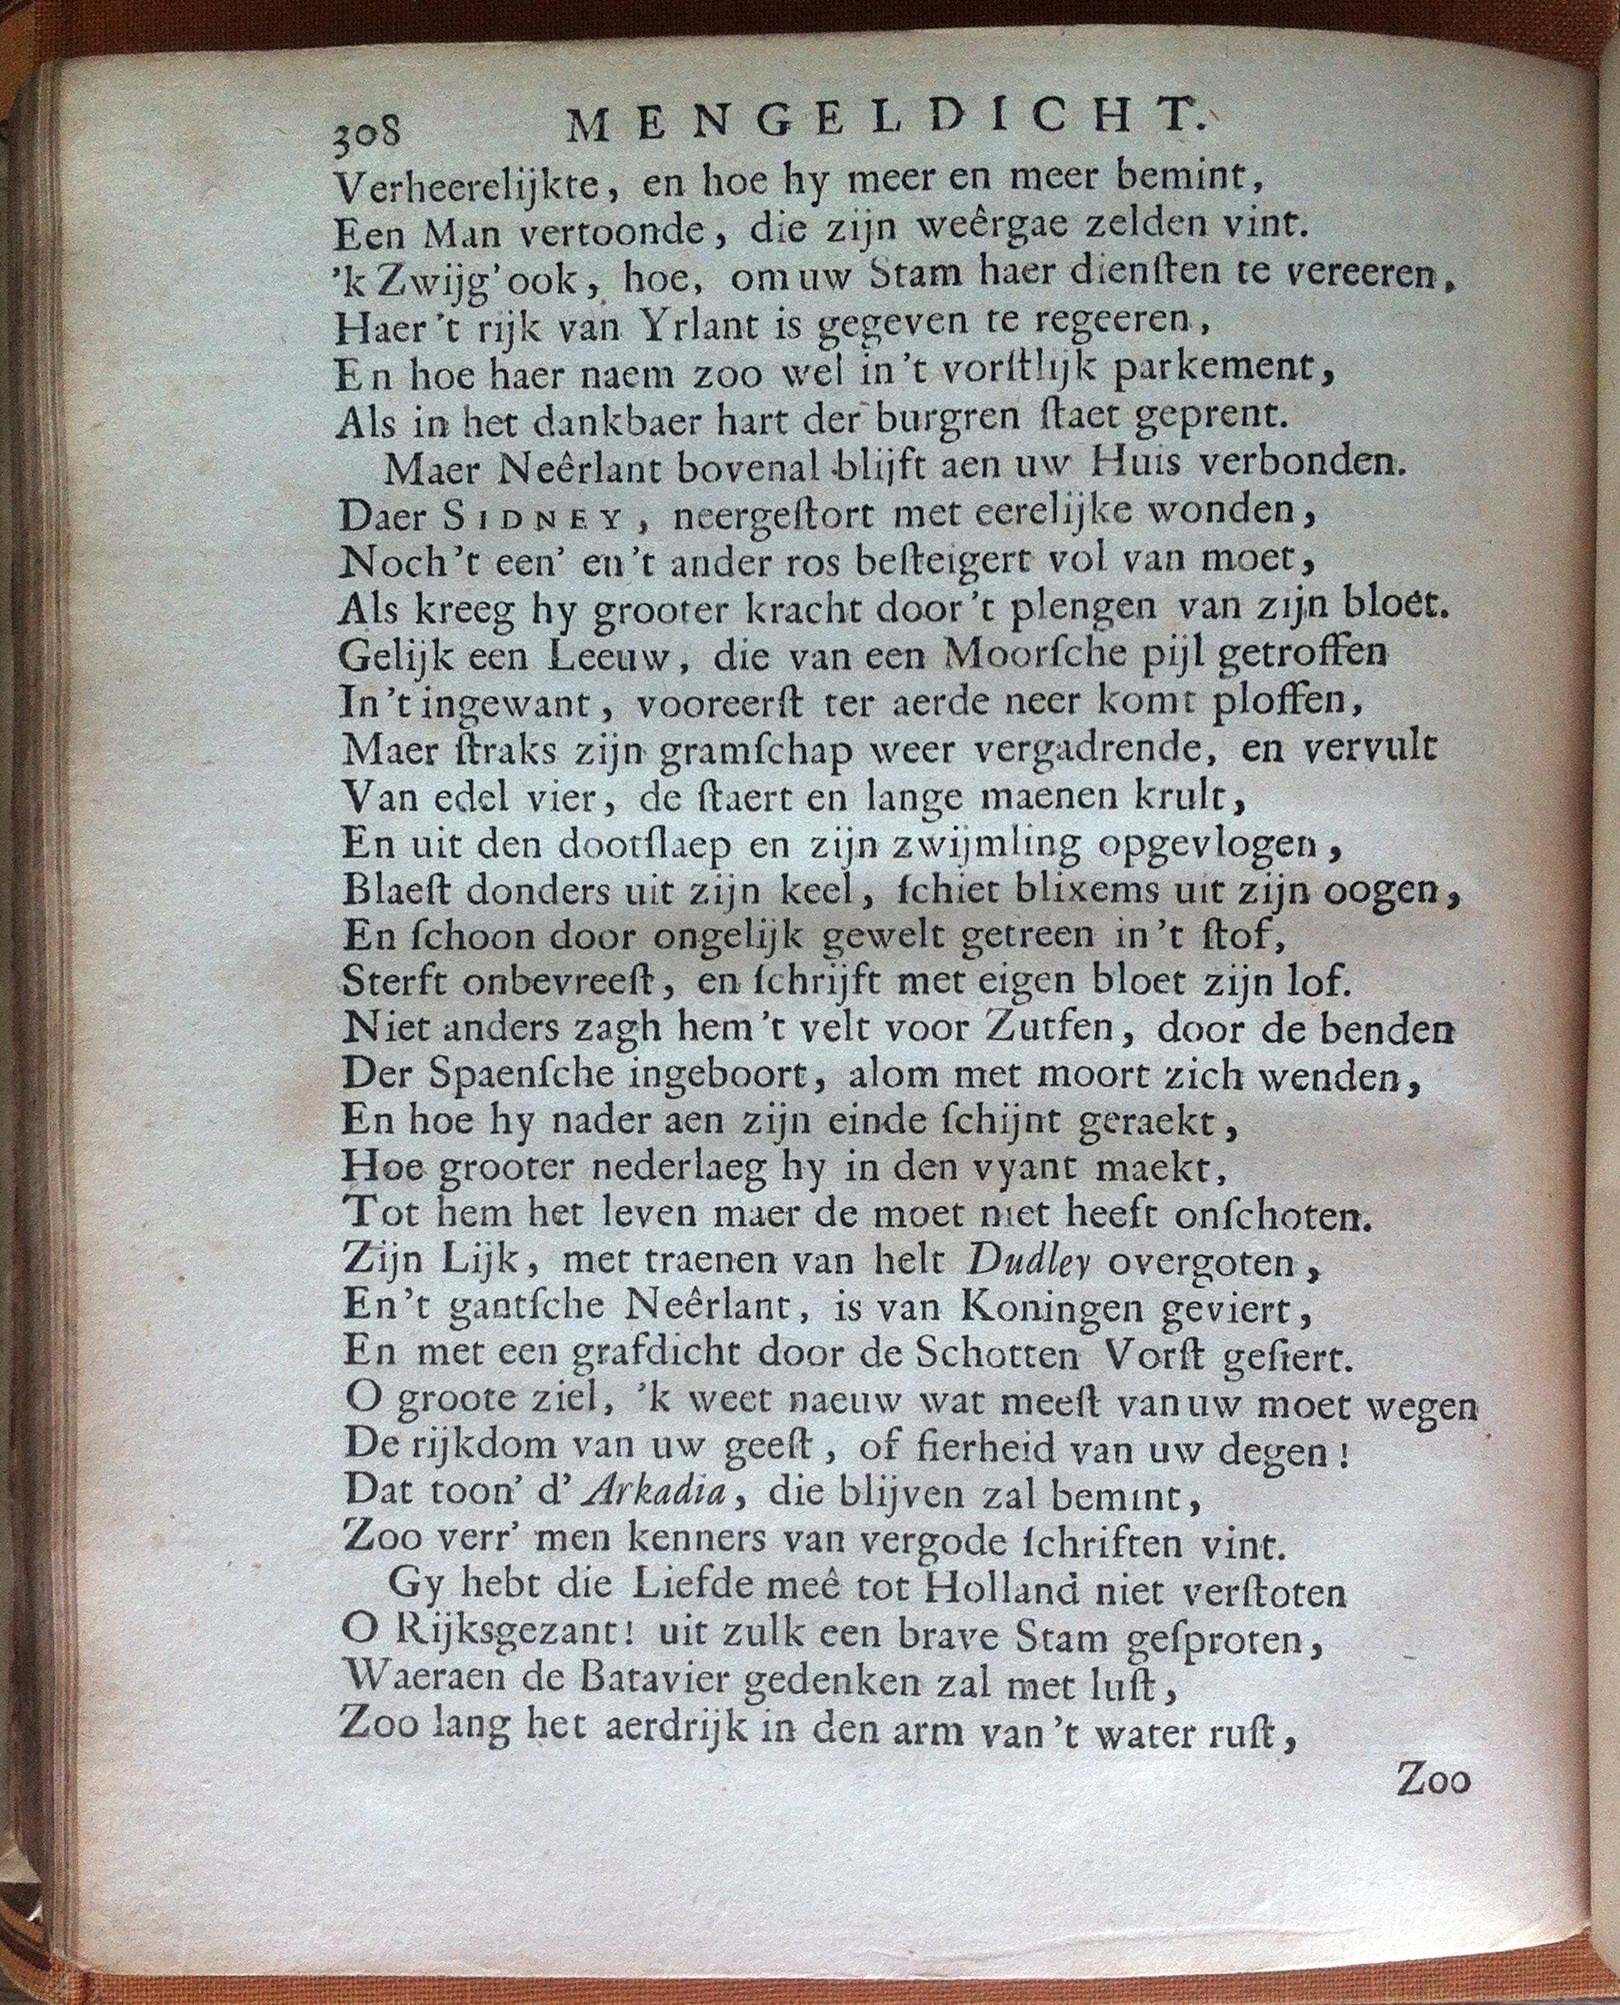 308 MENGELDICHT.
Verheerelijkte, en hoe hy meer en meer bemint,
Een Man vertoonde, die zijn weêrgae zelden vint.
'k Zwijg' ook, hoe, om uw Stam haer dienſten te vereeren,
Haer 't rijk van Yrlant is gegeven te regeeren,
En hoe haer naem zoo wel in 't vorſtlijk parkement,
Als in het dankbaer hart der burgren ſtaet geprent.
Maer Neêrlant bovenal blijft aen uw Huis verbonden.
Daer SIDNEY, neergeſtort met eerelijke wonden,
Noch 't een' en 't ander ros beſteigert vol van moet,
Als kreeg hy grooter kracht door 't plengen van zijn bloet.
Gelijk een Leeuw, die van een Moorſche pijl getroffen
In 't ingewant, vooreerſt ter aerde neer komt ploffen,
Maer ſtraks zijn gramſchap weer vergadrende, en vervult
Van edel vier, de ſtaert en lange maenen krult,
En uit den dootſlaep en zijn zwijmling opgevlogen,
Blaeſt donders uit zijn keel, ſchiet blixems uit zijn oogen,
En ſchoon door ongelijk gewelt getreen in 't ſtof,
Sterft onbevreeſt, en ſchrijft met eigen bloet zijn lof.
Niet anders zagh hem 't velt voor Zutfen, door de benden
Der Spaenſche ingeboort, alom met moort zich wenden,
En hoe hy nader aen zijn einde ſchijnt geraekt,
Hoe grooter nederlaeg hy in den vyant maekt,
Tot hem het leven maer de moet niet heeft onſchoten.
Zijn Lijk, met traenen van helt Dudley overgoten,
En 't gantſche Neêrlant, is van Koningen geviert,
En met een grafdicht door de Schotten Vorſt geſiert.
O groote ziel, 'k weet naeuw wat meeſt van uw moet wegen
De rijkdom van uw geeſt, of fierheid van uw degen!
Dat toon' d' Arkadia, die blijven zal bemint,
Zoo verr' men kenners van vergode ſchriften vint.
Gy hebt die Liefde meê tot Holland niet verſtoten
O Rijksgezant! uit zulk een brave Stam geſproten,
Waeraen de Batavier gedenken zal met luſt,
Zoo lang het aerdrijk in den arm van 't water ruſt,
Zoo